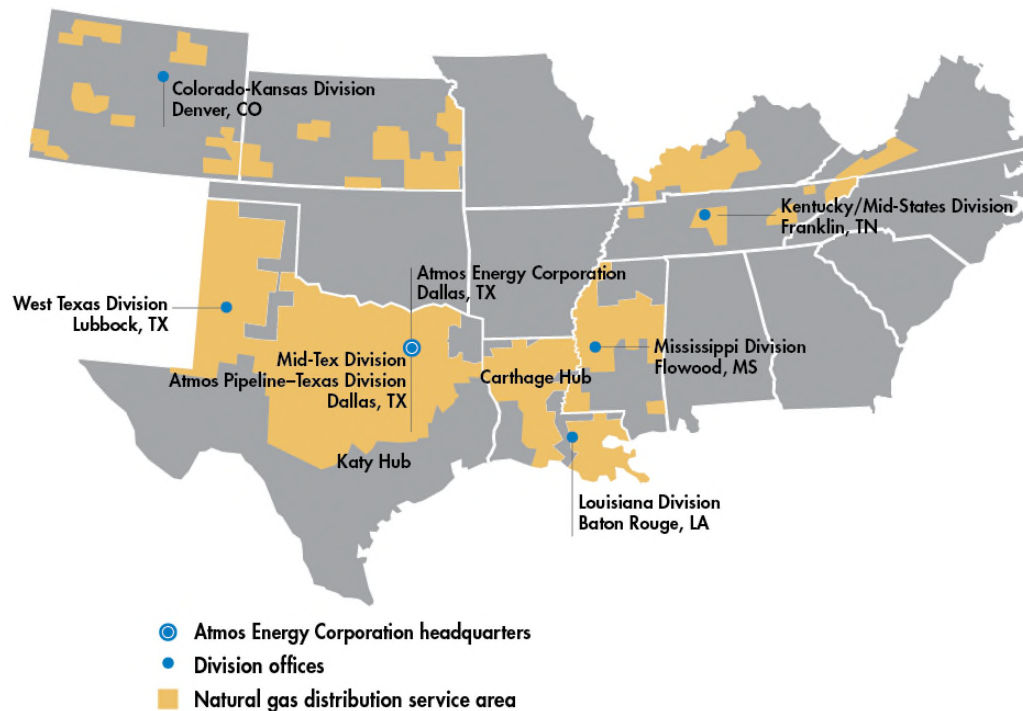 Colorado-Kansas Division
Denver, CO
Kentucky/Mid-States Division
Franklin, TN
Atmos Energy Corporation
Dallas, TX
West Texas Division
Lubbock, TX
Mid-Tex Division
Atmos Pipeline–Texas Division
Dallas, TX
Mississippi Division
Flowood, MS
Carthage Hub
Katy Hub
Louisiana Division
Baton Rouge, LA
Atmos Energy Corporation headquarters
Division offices
Natural gas distribution service area